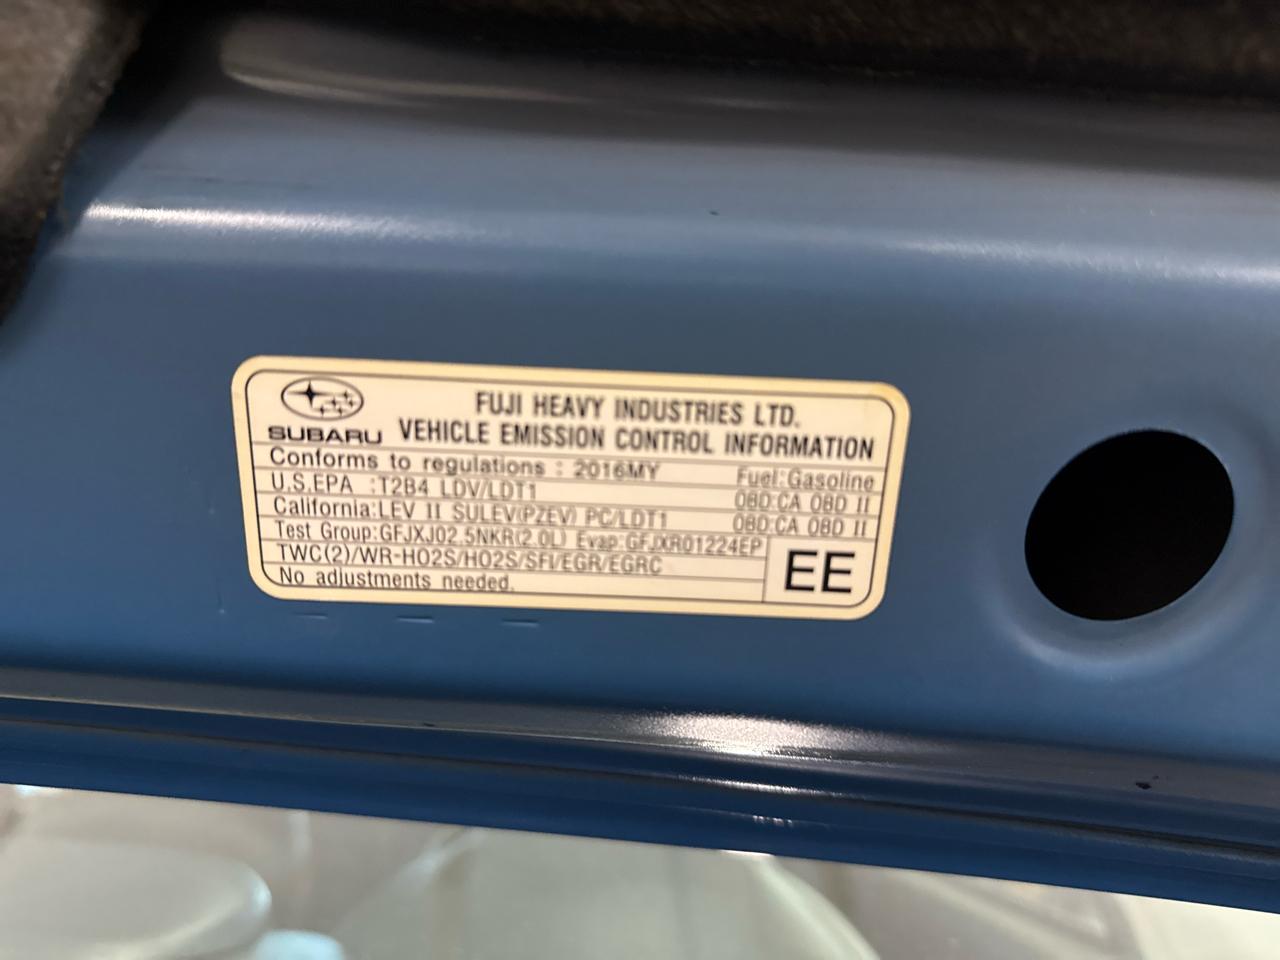 FUJI HEAVY INDUSTRIES LTD.
SUBARU VEHICLE EMISSION CONTROL INFORMATION
Conforms to regulations : 2016MY Fuel:Gasoline
U.S.EPA :T2B4 LDV/LDT1 OBD:CA OBD II
California:LEV II SULEV(PZEV) PC/LDT1 OBD:CA OBD II
Test Group:GFJXJ02.5NKR(2.0L) Evap:GFJXR01224EP
TWC(2)/WR-HO2S/HO2S/SFI/EGR/EGRC
No adjustments needed.
EE